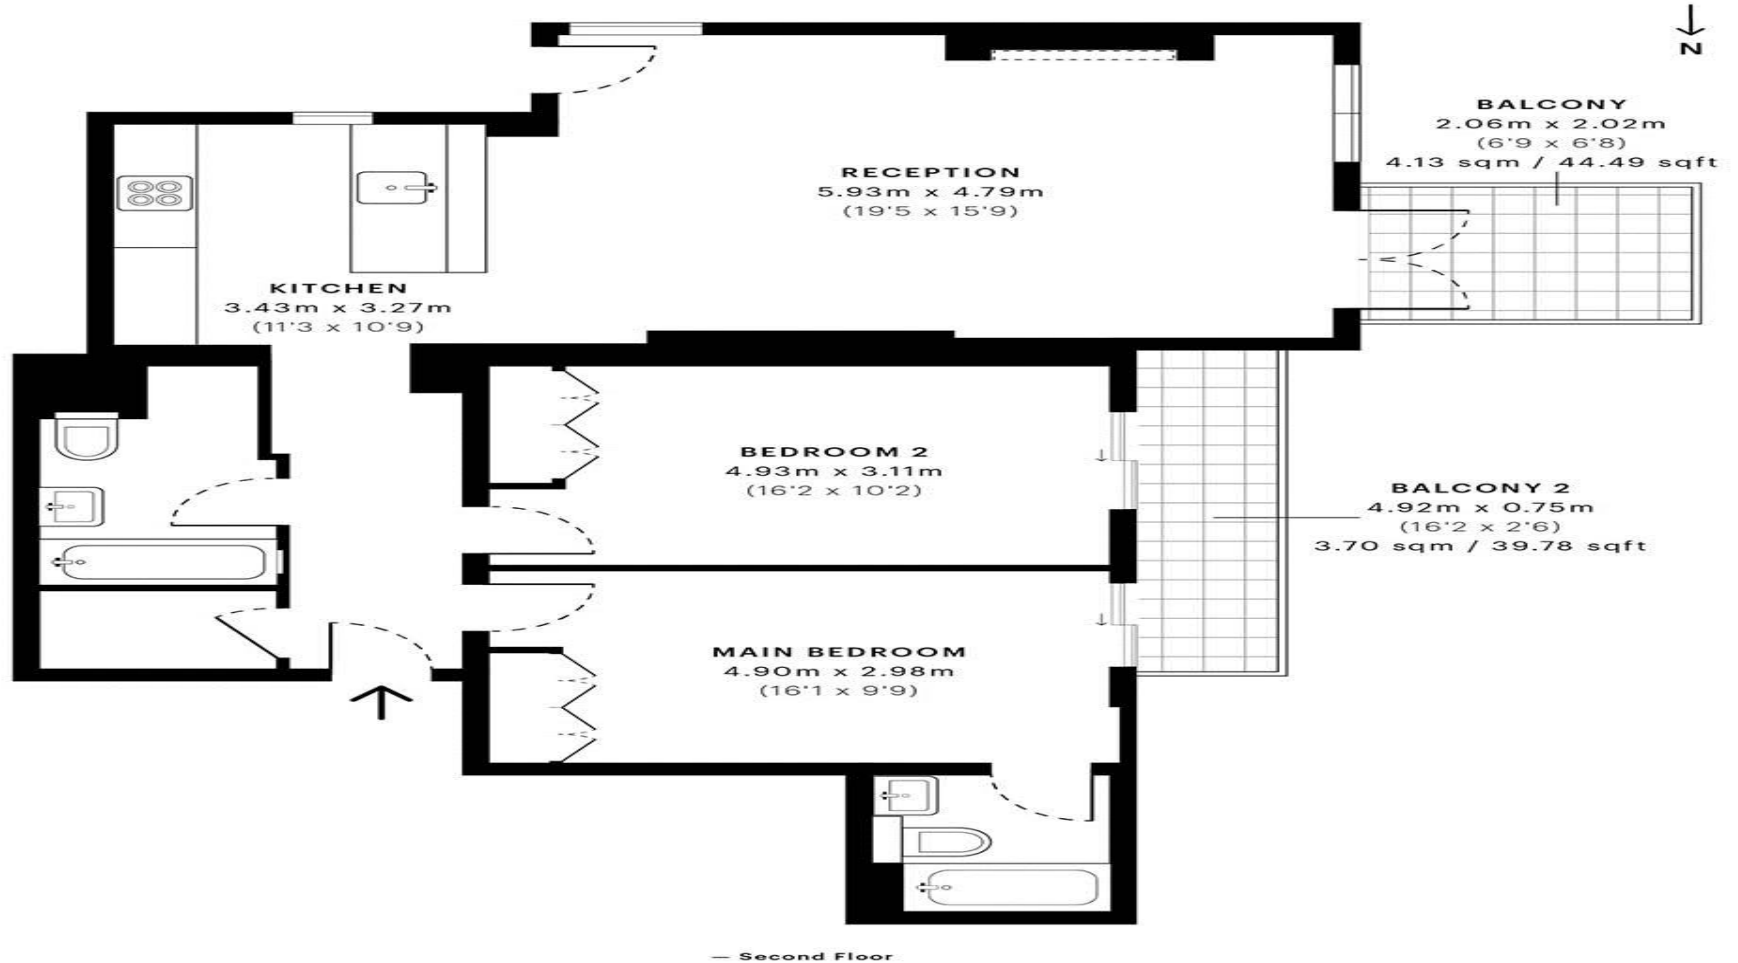 N
BALCONY
2.06m x 2.02m
(6'9 x 6'8)
4.13 sqm / 44.49 sqft
RECEPTION
5.93m x 4.79m
(19'5 x 15'9)
KITCHEN
3.43m x 3.27m
(11'3 x 10'9)
BEDROOM 2
4.93m x 3.11m
(16'2 x 10'2)
BALCONY 2
4.92m x 0.75m
(16'2 x 2'6)
3.70 sqm / 39.78 sqft
MAIN BEDROOM
4.90m x 2.98m
(16'1 x 9'9)
— Second Floor